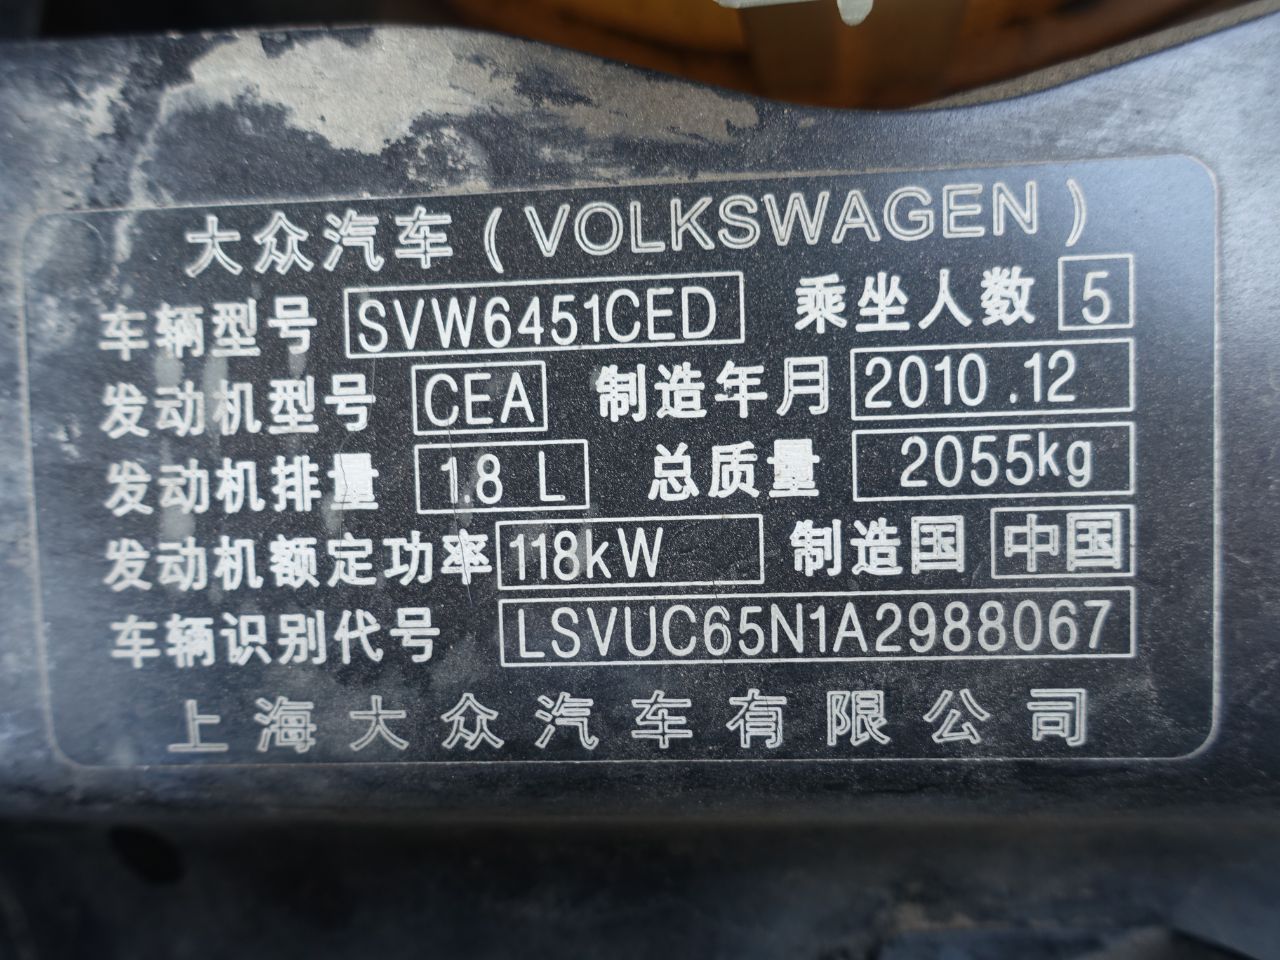 大众汽车(VOLKSWAGEN)
车辆型号 SVW6451CED 乘坐人数 5
发动机型号 CEA 制造年月 2010.12
发动机排量 1.8 L 总质量 2055kg
发动机额定功率 118kW 制造国 中国
车辆识别代号 LSVUC65N1A2988067
上海大众汽车有限公司